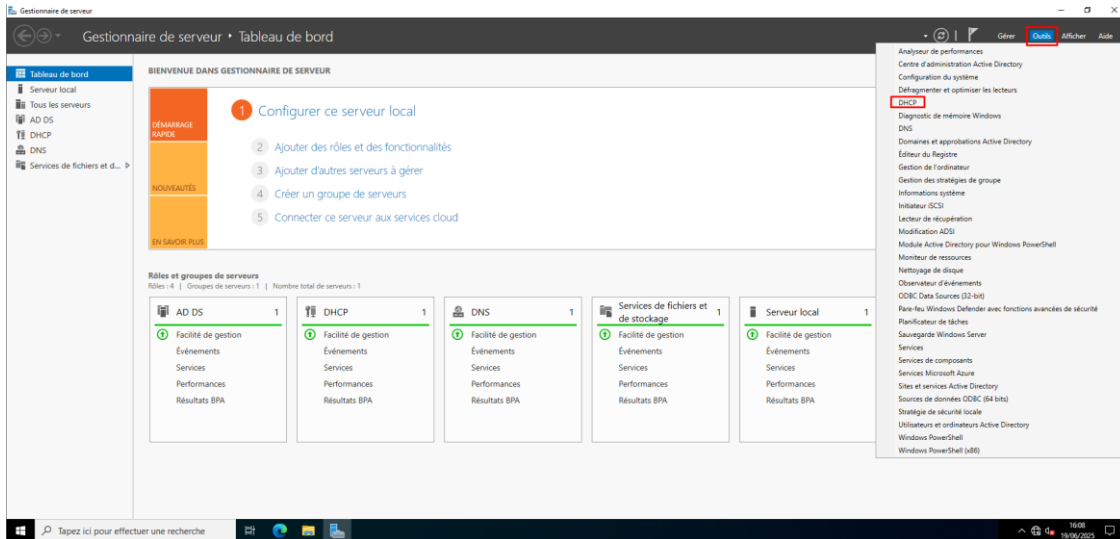 Gestionnaire de serveur
Gestionnaire de serveur • Tableau de bord
Gérer Outils Afficher Aide
Tableau de bord
Serveur local
Tous les serveurs
AD DS
DHCP
DNS
Services de fichiers et d...
BIENVENUE DANS GESTIONNAIRE DE SERVEUR
DÉMARRAGE
RAPIDE
NOUVEAUTÉS
EN SAVOIR PLUS
1 Configurer ce serveur local
2 Ajouter des rôles et des fonctionnalités
3 Ajouter d'autres serveurs à gérer
4 Créer un groupe de serveurs
5 Connecter ce serveur aux services cloud
Rôles et groupes de serveurs
Rôles : 4 | Groupes de serveurs : 1 | Nombre total de serveurs : 1
AD DS 1
Facilité de gestion
Événements
Services
Performances
Résultats BPA
DHCP 1
Facilité de gestion
Événements
Services
Performances
Résultats BPA
DNS 1
Facilité de gestion
Événements
Services
Performances
Résultats BPA
Services de fichiers et
de stockage 1
Facilité de gestion
Événements
Services
Performances
Résultats BPA
Serveur local 1
Facilité de gestion
Événements
Services
Performances
Résultats BPA
Analyseur de performances
Centre d'administration Active Directory
Configuration du système
Défragmenter et optimiser les lecteurs
DHCP
Diagnostic de mémoire Windows
DNS
Domaines et approbations Active Directory
Éditeur du Registre
Gestion de l'ordinateur
Gestion des stratégies de groupe
Informations système
Initiateur iSCSI
Lecteur de récupération
Modification ADSI
Module Active Directory pour Windows PowerShell
Moniteur de ressources
Nettoyage de disque
Observateur d'événements
ODBC Data Sources (32-bit)
Pare-feu Windows Defender avec fonctions avancées de sécurité
Planificateur de tâches
Sauvegarde Windows Server
Services
Services de composants
Services Microsoft Azure
Sites et services Active Directory
Sources de données ODBC (64 bits)
Stratégie de sécurité locale
Utilisateurs et ordinateurs Active Directory
Windows PowerShell
Windows PowerShell (x86)
Tapez ici pour effectuer une recherche
16:08
19/06/2025